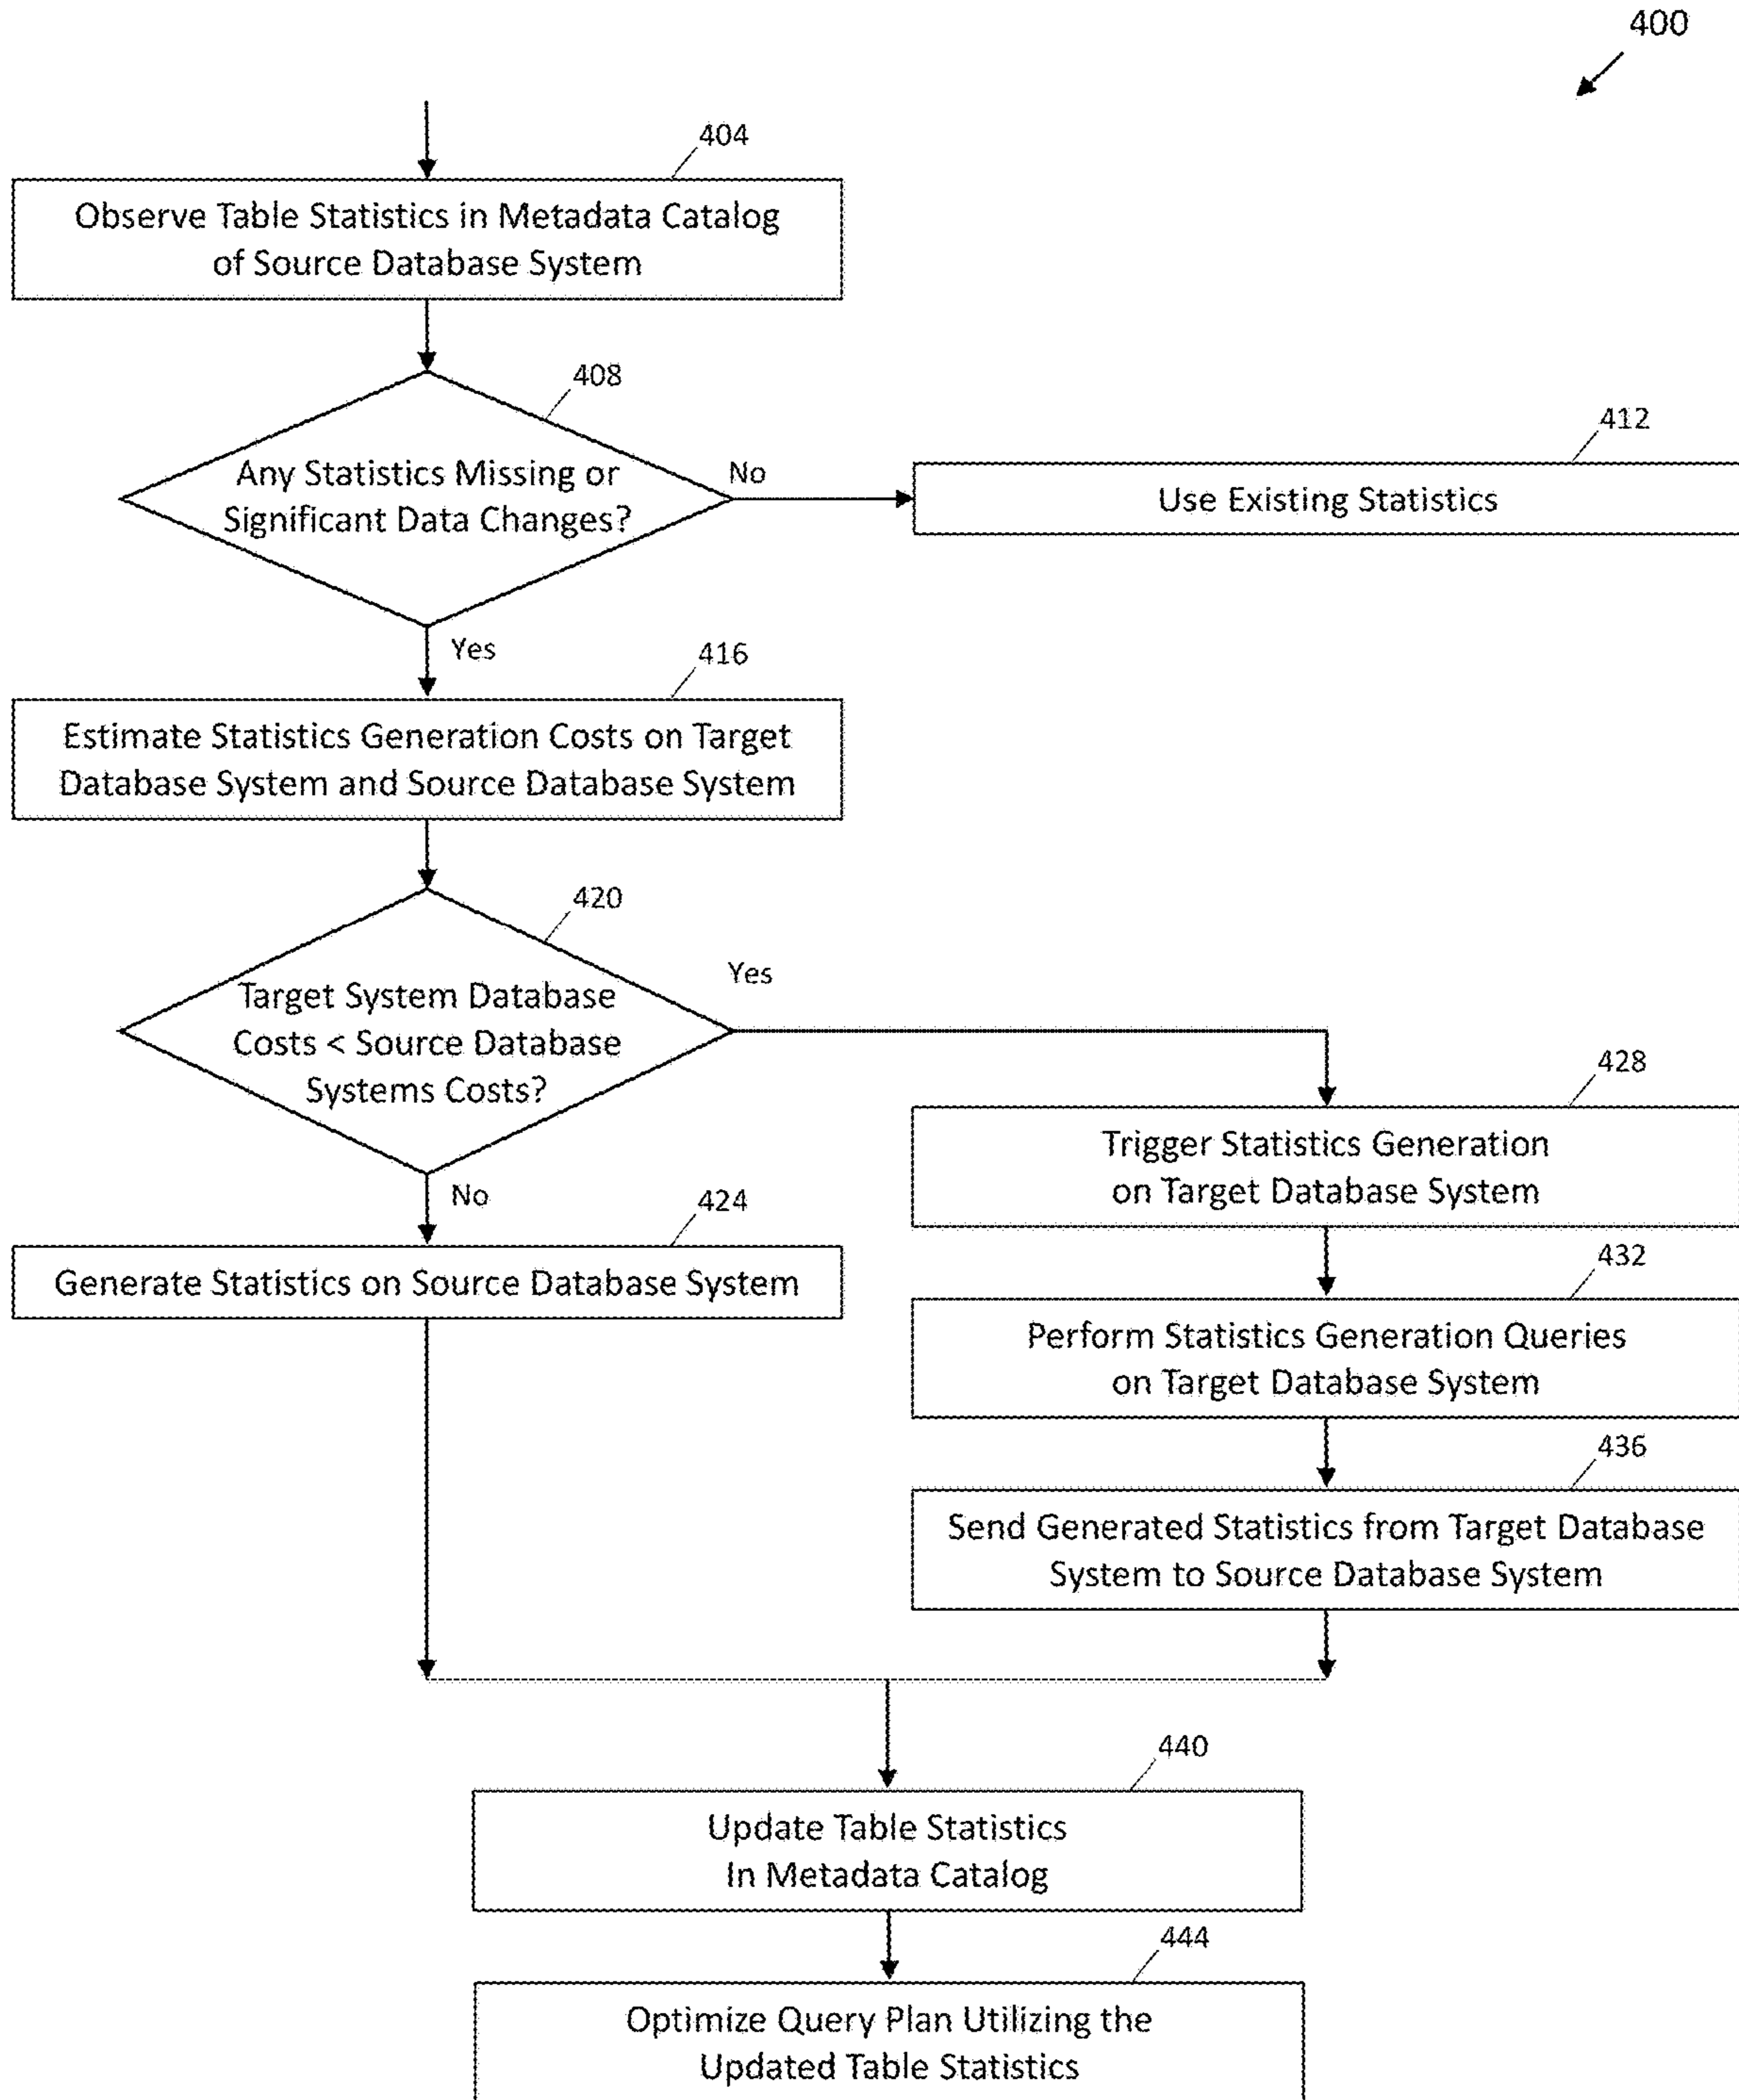 400
404
Observe Table Statistics in Metadata Catalog
of Source Database System
408
Any Statistics Missing or
Significant Data Changes?
No
412
Use Existing Statistics
Yes
416
Estimate Statistics Generation Costs on Target
Database System and Source Database System
420
Target System Database
Costs < Source Database
Systems Costs?
Yes
No
424
Generate Statistics on Source Database System
428
Trigger Statistics Generation
on Target Database System
432
Perform Statistics Generation Queries
on Target Database System
436
Send Generated Statistics from Target Database
System to Source Database System
440
Update Table Statistics
In Metadata Catalog
444
Optimize Query Plan Utilizing the
Updated Table Statistics